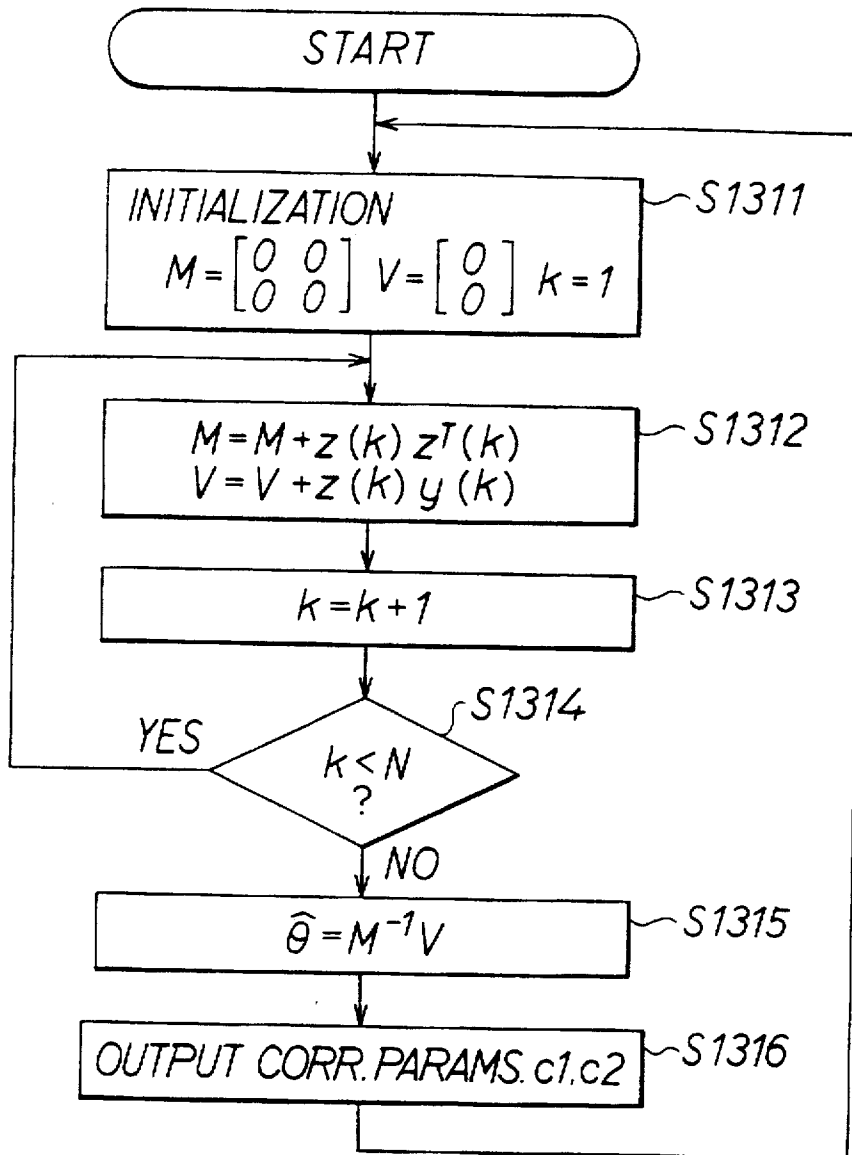 START
S1311
INITIALIZATION
M = [0 0 0 0] V = [0 0] k = 1
S1312
M = M + z (k) zᵀ(k)
V = V + z (k) y (k)
S1313
k = k + 1
S1314
YES
k < N
?
NO
S1315
θ̂ = M⁻¹ V
S1316
OUTPUT CORR. PARAMS. c1, c2